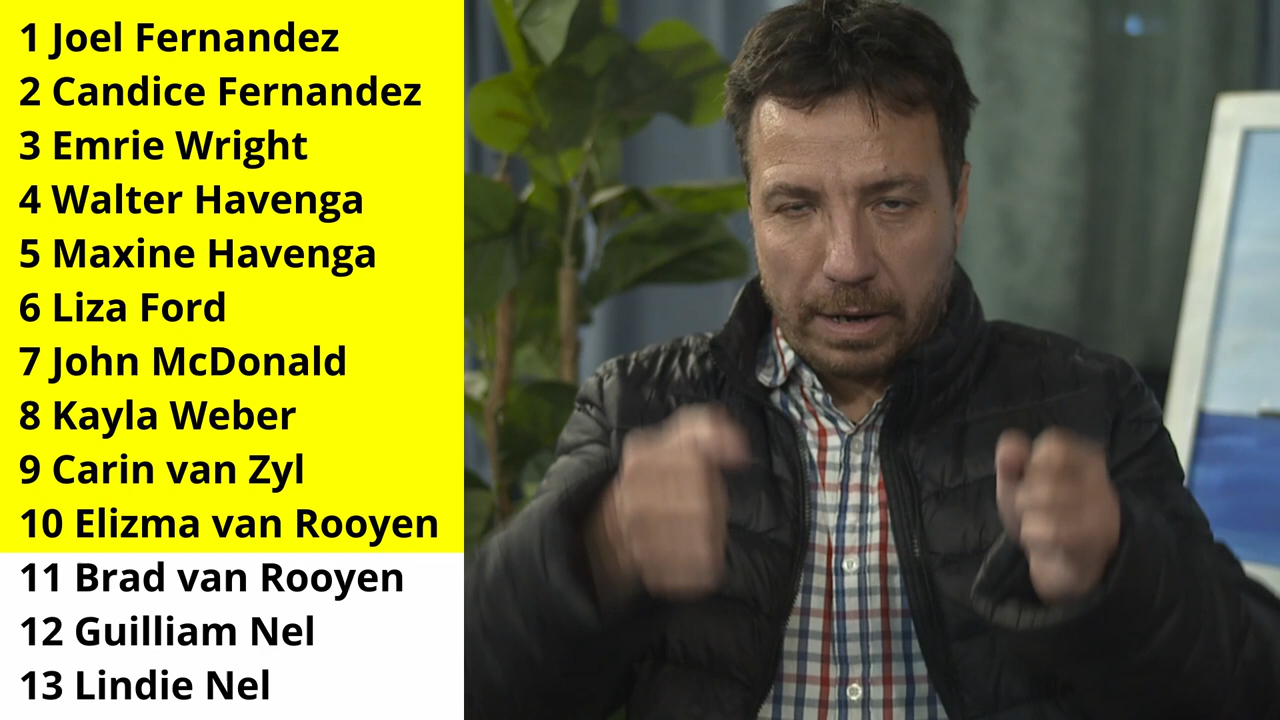 1 Joel Fernandez
2 Candice Fernandez
3 Emrie Wright
4 Walter Havenga
5 Maxine Havenga
6 Liza Ford
7 John McDonald
8 Kayla Weber
9 Carin van Zyl
10 Elizma van Rooyen
11 Brad van Rooyen
12 Guilliam Nel
13 Lindie Nel